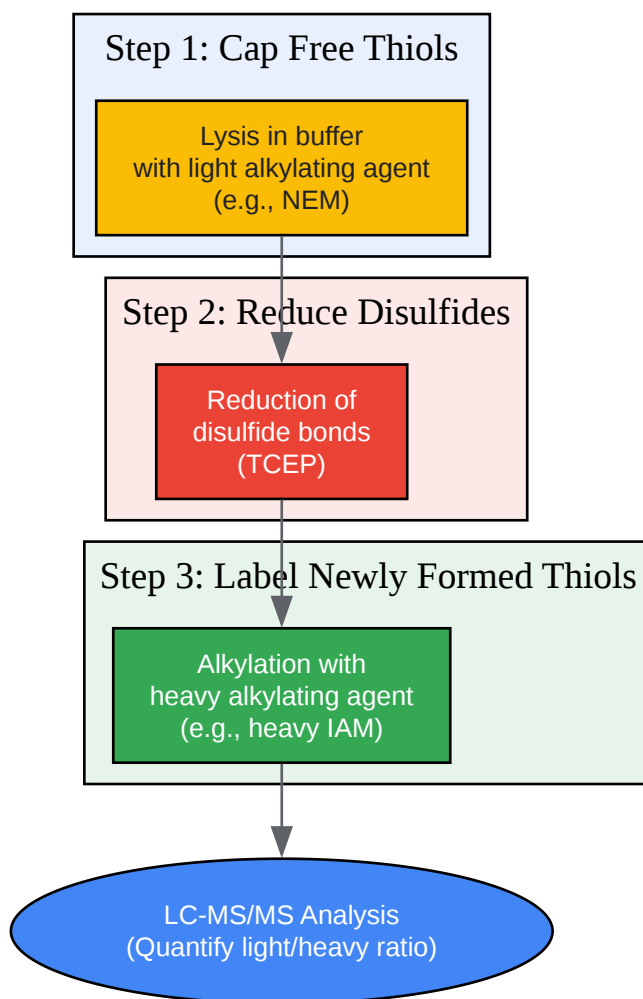 Step 1: Cap Free Thiols
Lysis in buffer
with light alkylating agent
(e.g., NEM)
Step 2: Reduce Disulfides
Reduction of
disulfide bonds
(TCEP)
Step 3: Label Newly Formed Thiols
Alkylation with
heavy alkylating agent
(e.g., heavy IAM)
LC-MS/MS Analysis
(Quantify light/heavy ratio)